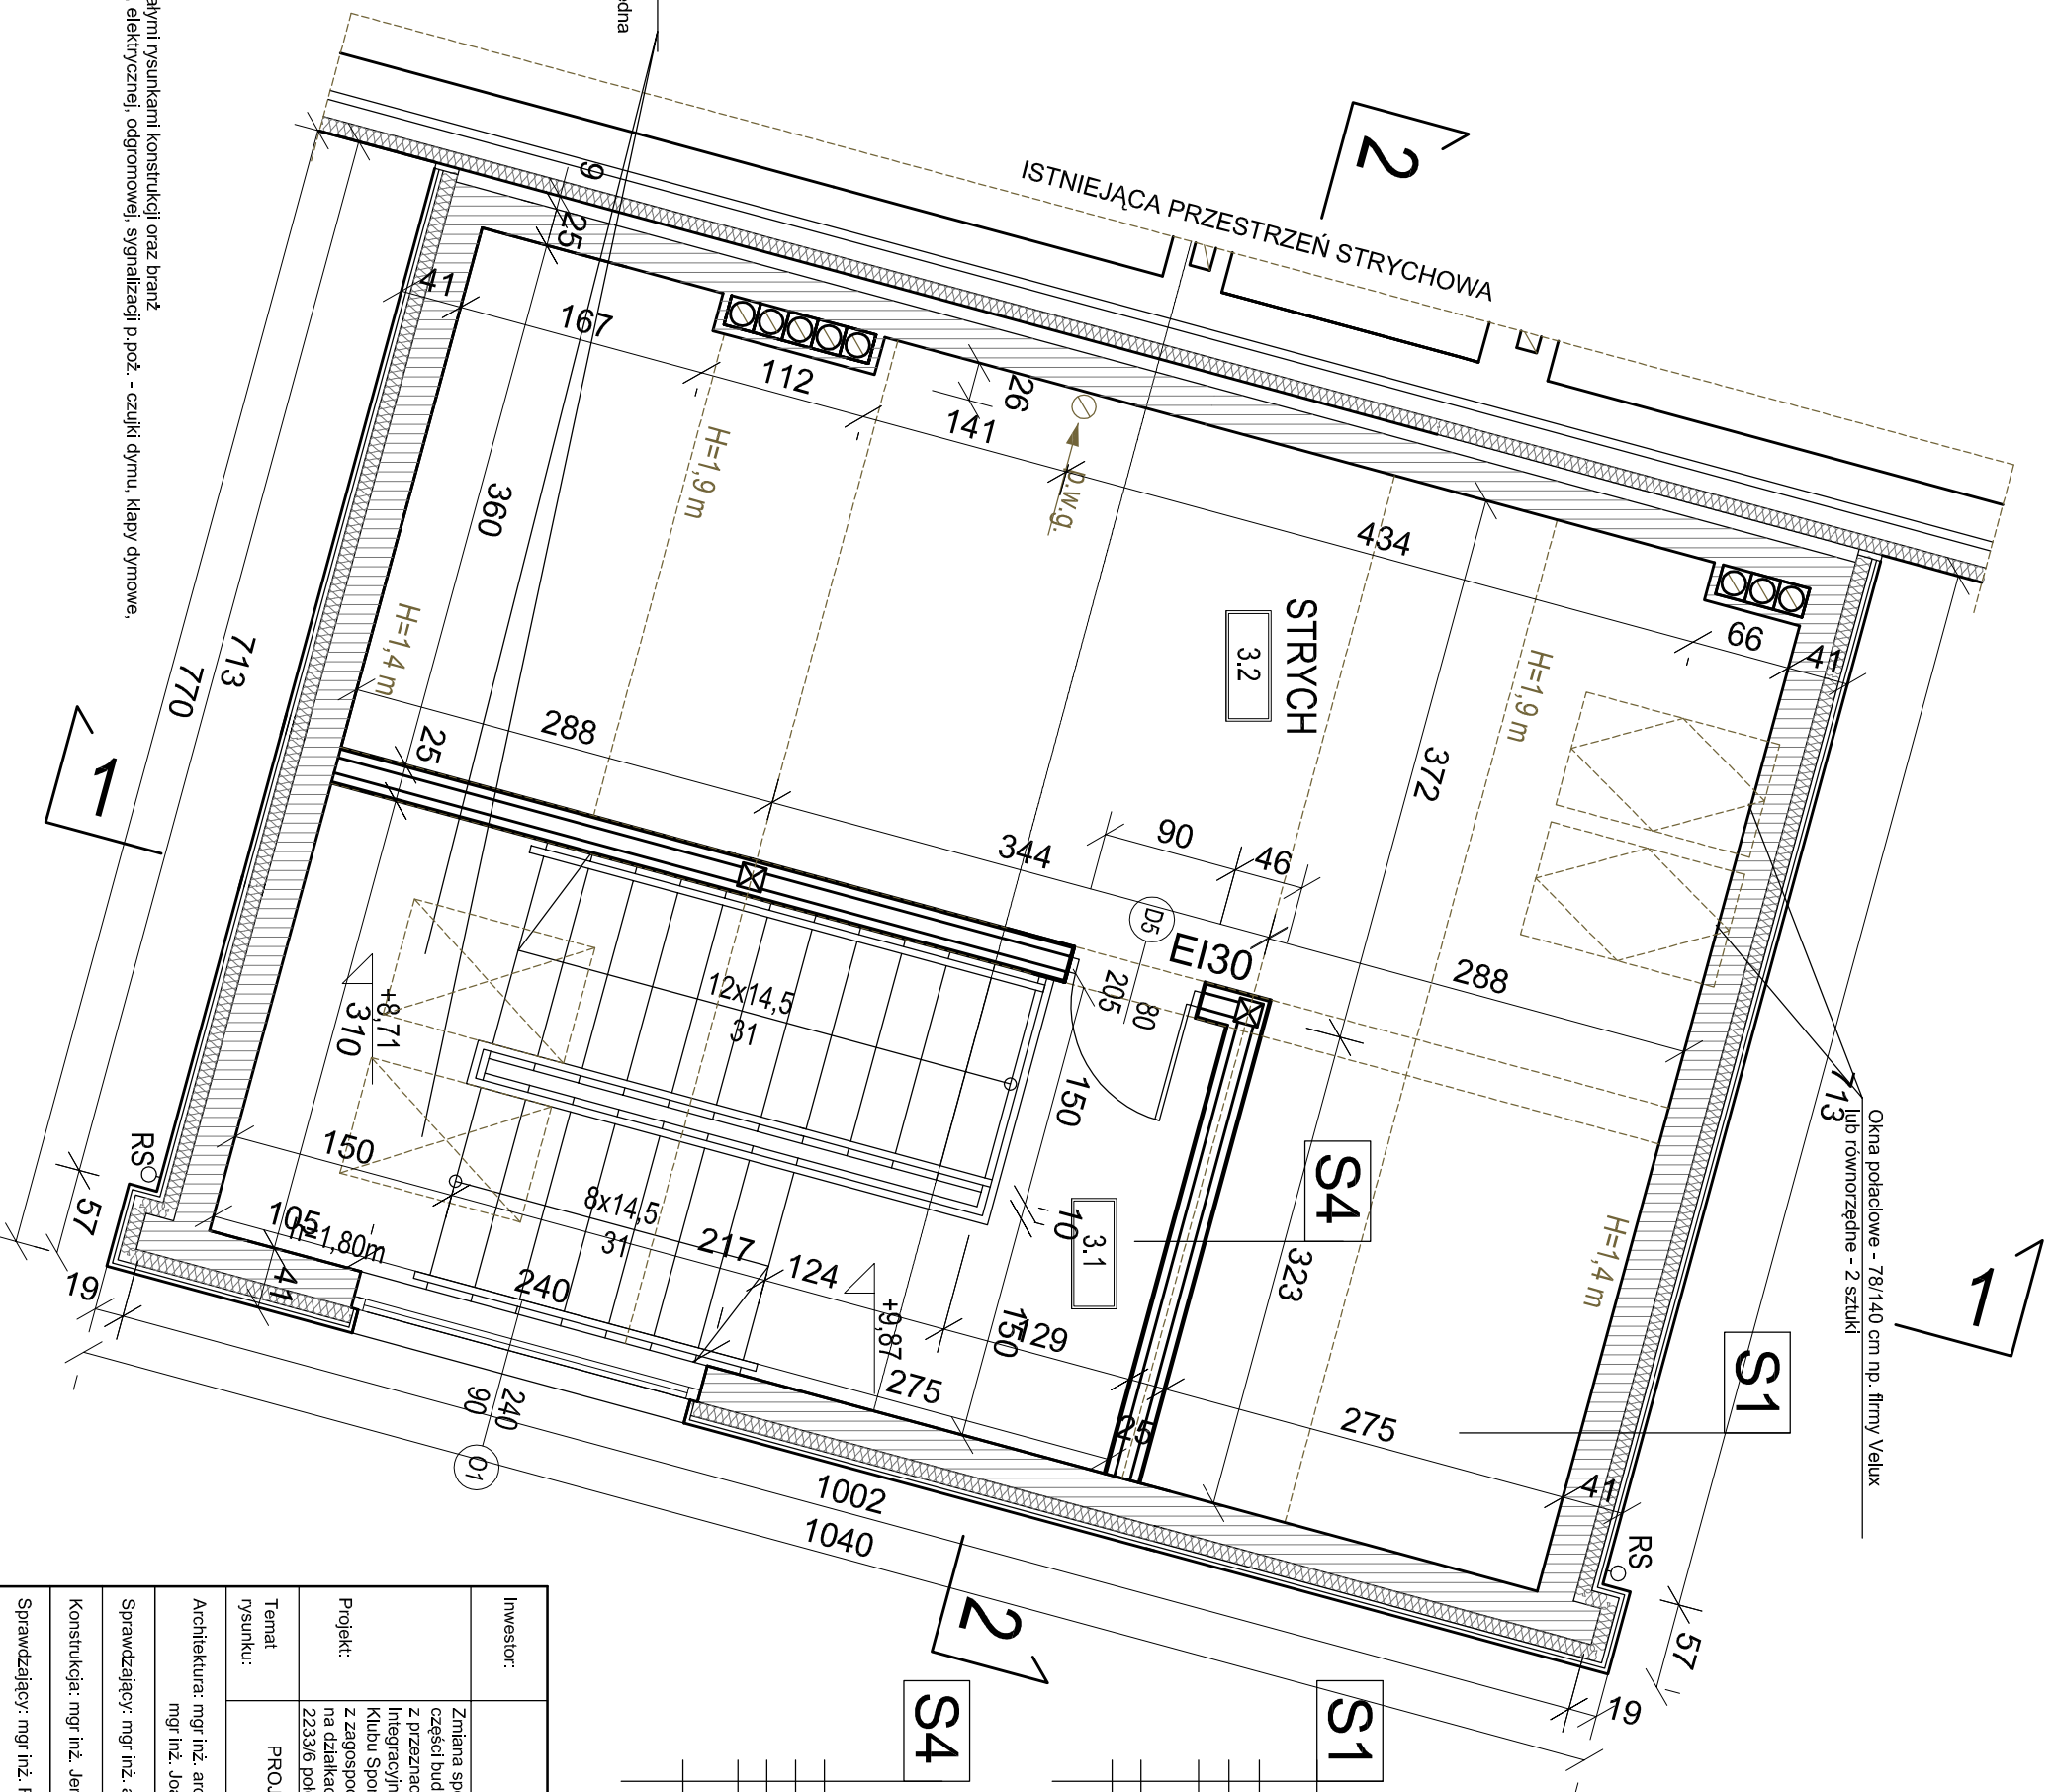 edna
ałymi rysunkami konstrukcji oraz branż
elektrycznej, odgromowej, sygnalizacji p.poż. - czujki dymu, klapy dymowe,
ISTNIEJĄCA PRZESTRZEŃ STRYCHOWA
2
9
25
41
167
112
26
141
p.w.g.
434
66
41
H=1,9 m
H=1,9 m
H=1,4 m
H=1,4 m
360
372
STRYCH
3.2
713
770
1
288
25
344
90
46
D5
EI30
80
205
288
713
Okna połaciowe - 78/140 cm np. firmy Velux
lub równorzędne - 2 sztuki
1
12x14,5
31
+8,71
310
150
150
10
3.1
S4
323
S1
RS
57
19
105
h=1,80m
41
8x14,5
31
217
240
124
+9,87
129
150
275
25
275
41
RS
57
19
240
90
O1
1002
1040
2
S4
S1
Inwestor:
Projekt:
Zmiana sp
części bud
z przeznac
Integracyjn
Klubu Spor
z zagospod
na działkac
2233/6 poł
Temat
rysunku:
PROJ
Architektura: mgr inż. arc
mgr inż. Joa
Sprawdzający: mgr inż. a
Konstrukcja: mgr inż. Jer
Sprawdzający: mgr inż. R